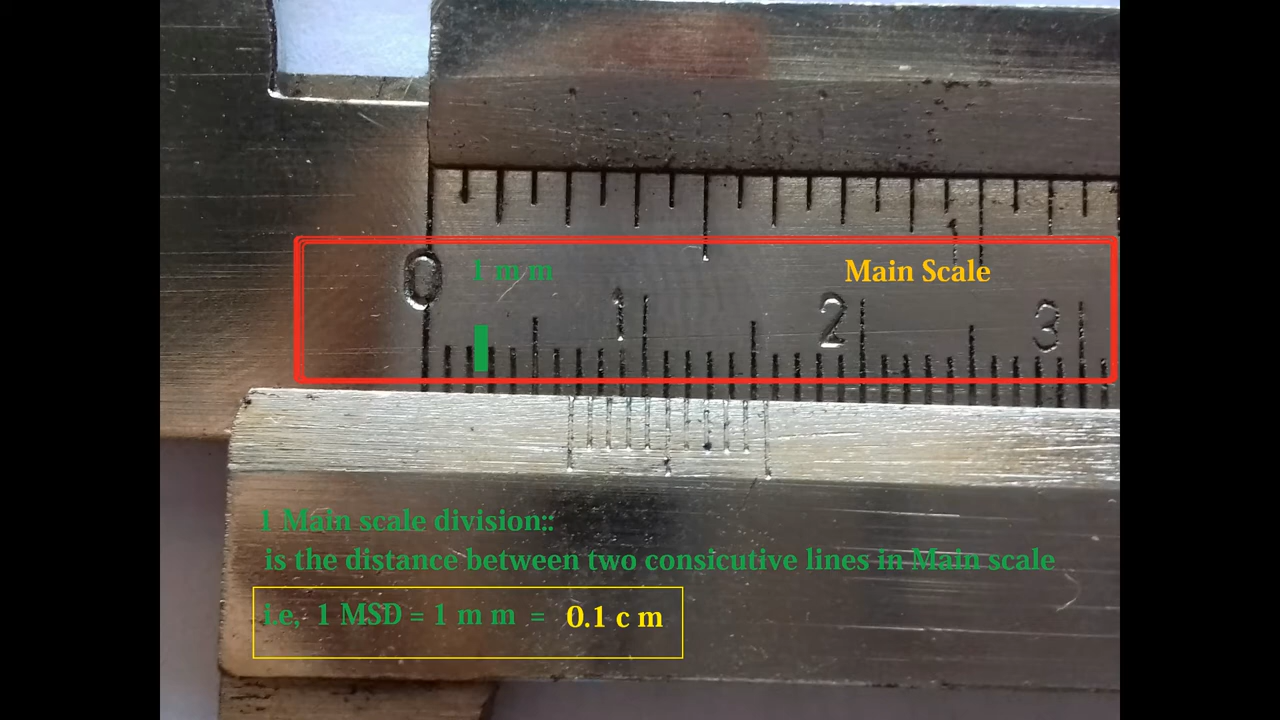 1
0
1 m m
Main Scale
1
2
3
1 Main scale division::
is the distance between two consicutive lines in Main scale
i.e, 1 MSD = 1 m m = 0.1 c m